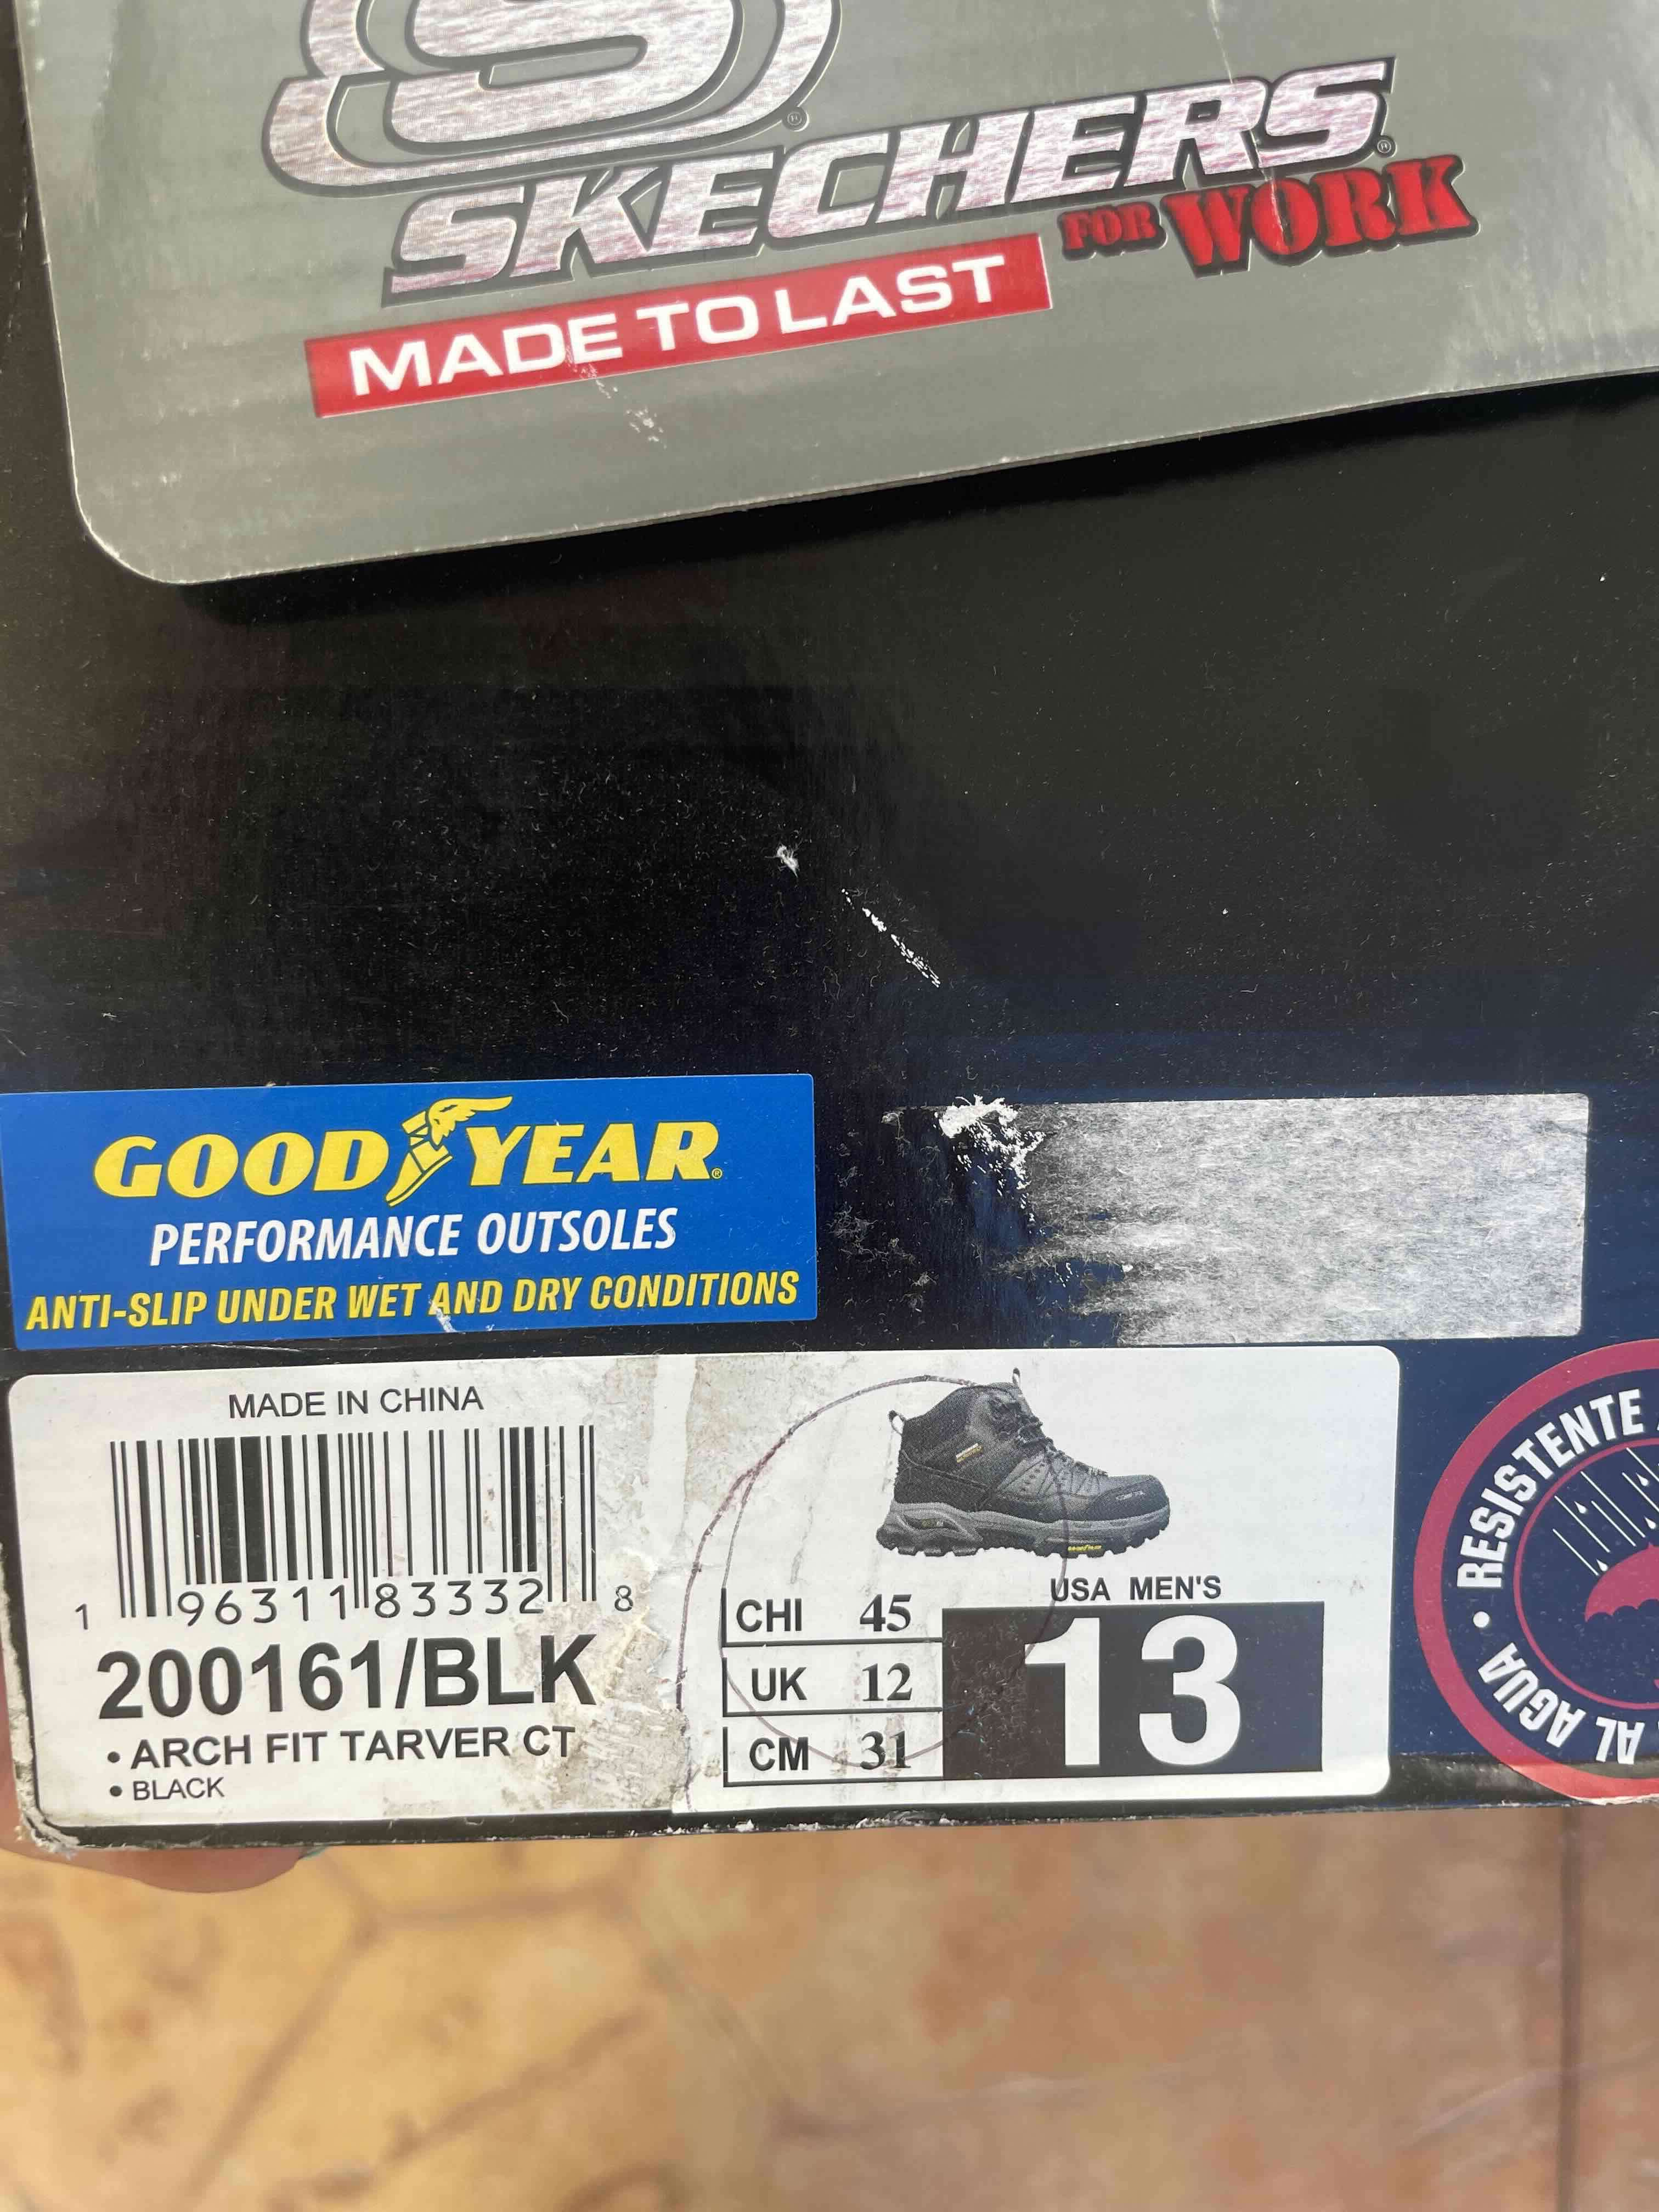 SKECHERS®
FOR WORK
MADE TO LAST
GOOD YEAR®
PERFORMANCE OUTSOLES
ANTI-SLIP UNDER WET AND DRY CONDITIONS
MADE IN CHINA
1 96311 83332 8
200161/BLK
• ARCH FIT TARVER CT
• BLACK
CHI 45
UK 12
CM 31
USA MEN'S
13
• RESISTENTE AL AGUA